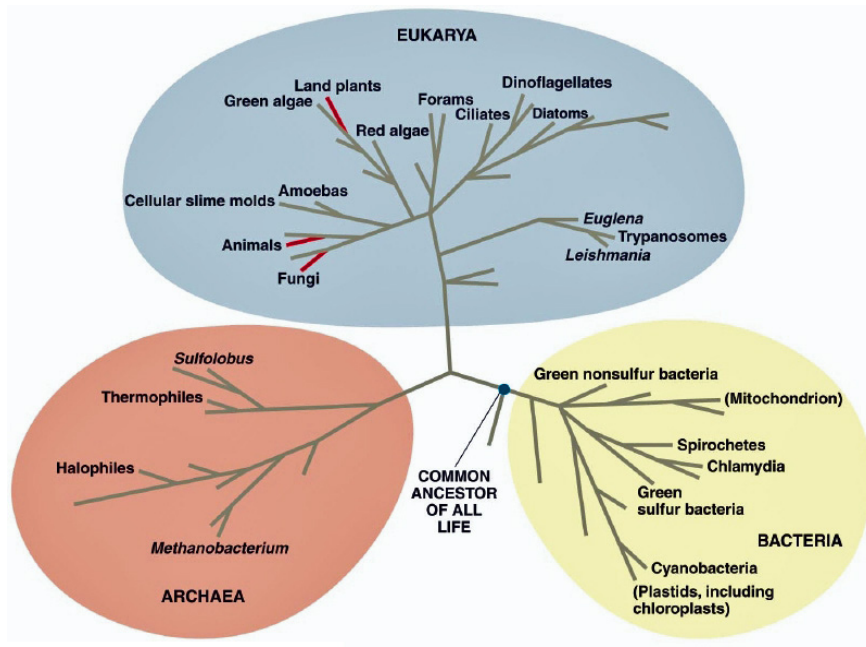 EUKARYA
Land plants
Green algae
Dinoflagellates
Forams
Ciliates
Diatoms
Red algae
Amoebas
Cellular slime molds
Euglena
Animals
Trypanosomes
Leishmania
Fungi
Sulfolobus
Thermophiles
Halophiles
Methanobacterium
ARCHAEA
COMMON
ANCESTOR
OF ALL
LIFE
Green nonsulfur bacteria
(Mitochondrion)
Spirochetes
Chlamydia
Green
sulfur bacteria
BACTERIA
Cyanobacteria
(Plastids, including
chloroplasts)